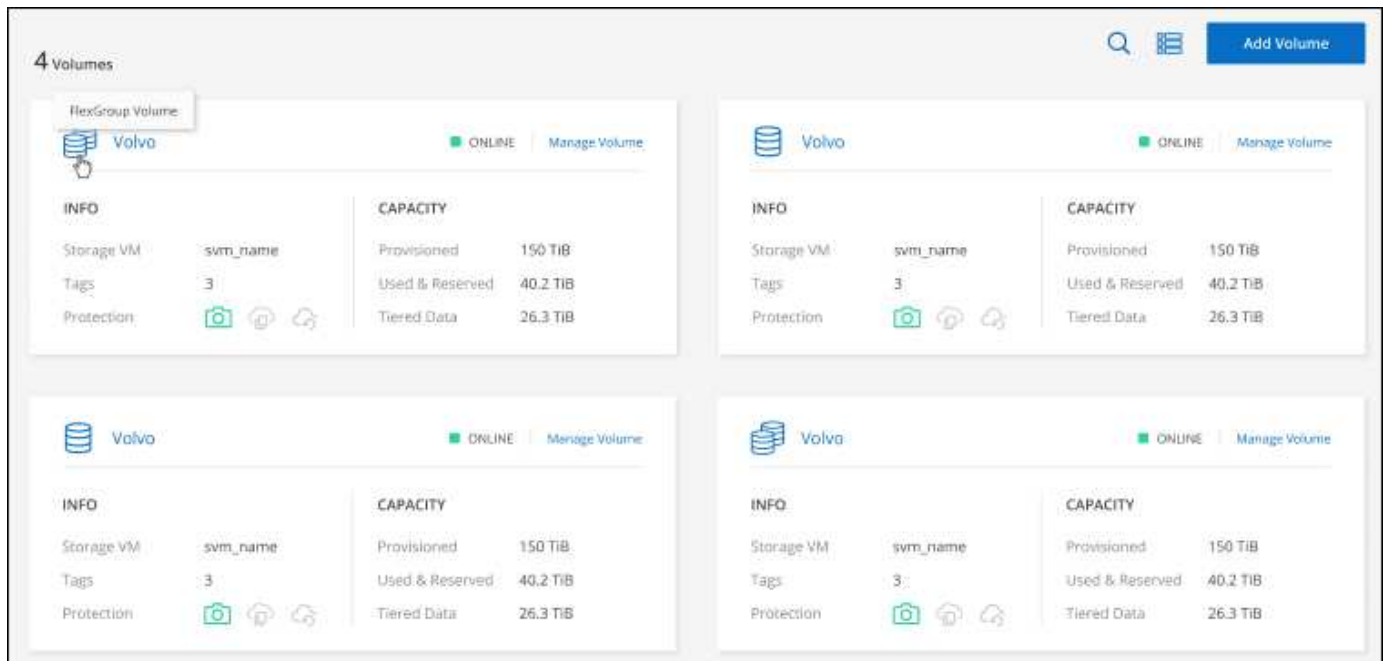 4 Volumes
Add Volume
FlexGroup Volume
Volvo ONLINE Manage Volume
INFO CAPACITY
Storage VM svm_name Provisioned 150 TiB
Tags 3 Used & Reserved 40.2 TiB
Protection Tiered Data 26.3 TiB
Volvo ONLINE Manage Volume
INFO CAPACITY
Storage VM svm_name Provisioned 150 TiB
Tags 3 Used & Reserved 40.2 TiB
Protection Tiered Data 26.3 TiB
Volvo ONLINE Manage Volume
INFO CAPACITY
Storage VM svm_name Provisioned 150 TiB
Tags 3 Used & Reserved 40.2 TiB
Protection Tiered Data 26.3 TiB
Volvo ONLINE Manage Volume
INFO CAPACITY
Storage VM svm_name Provisioned 150 TiB
Tags 3 Used & Reserved 40.2 TiB
Protection Tiered Data 26.3 TiB